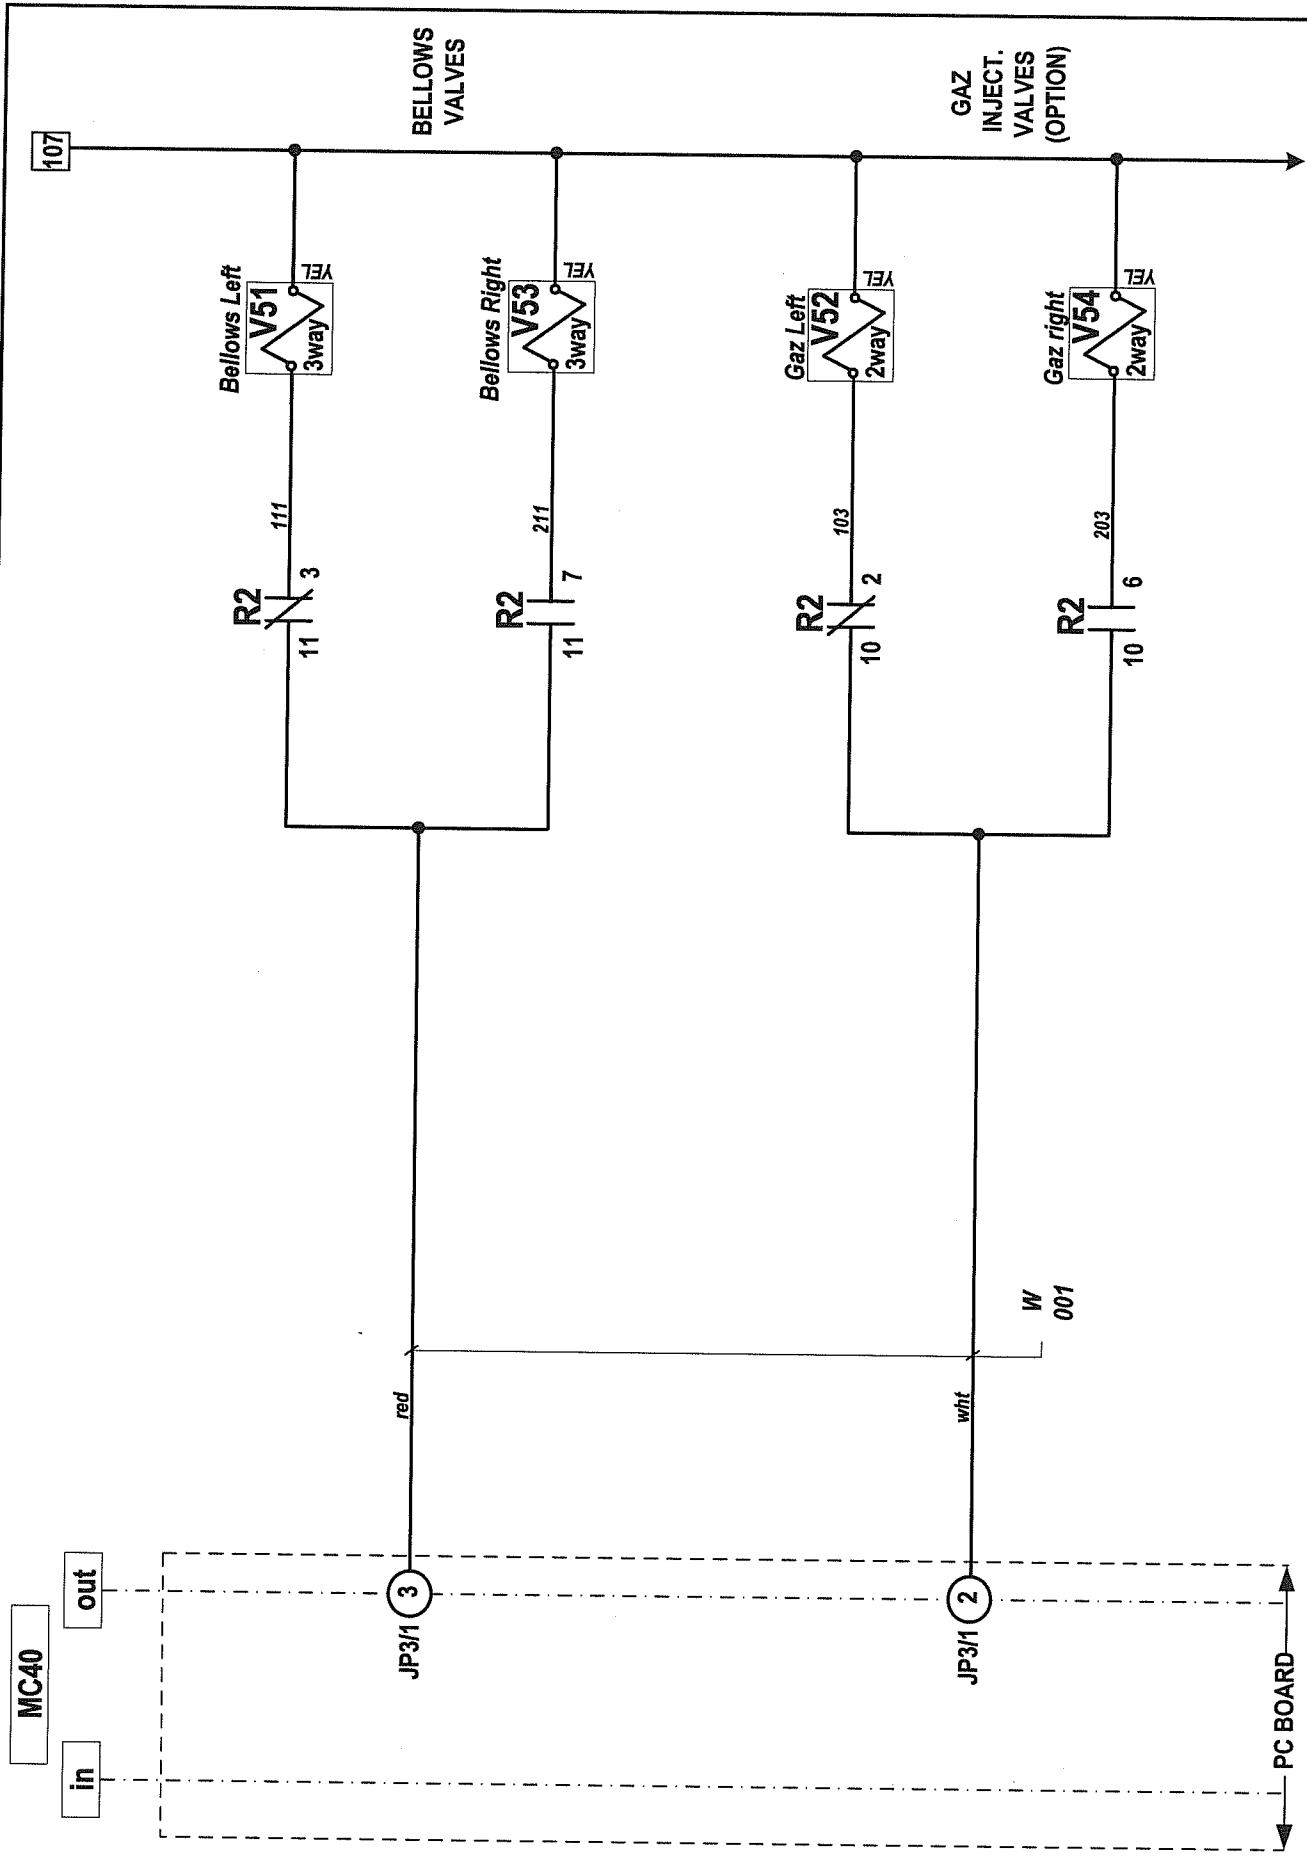 MC40
in
out
107
JP3/1
3
red
R2
11
3
111
Bellows Left
V51
3way
YEL
R2
11
7
211
Bellows Right
V53
3way
YEL
BELLOWS
VALVES
JP3/1
2
wht
W
001
R2
10
2
103
Gaz Left
V52
2way
YEL
R2
10
6
203
Gaz right
V54
2way
YEL
GAZ
INJECT.
VALVES
(OPTION)
PC BOARD